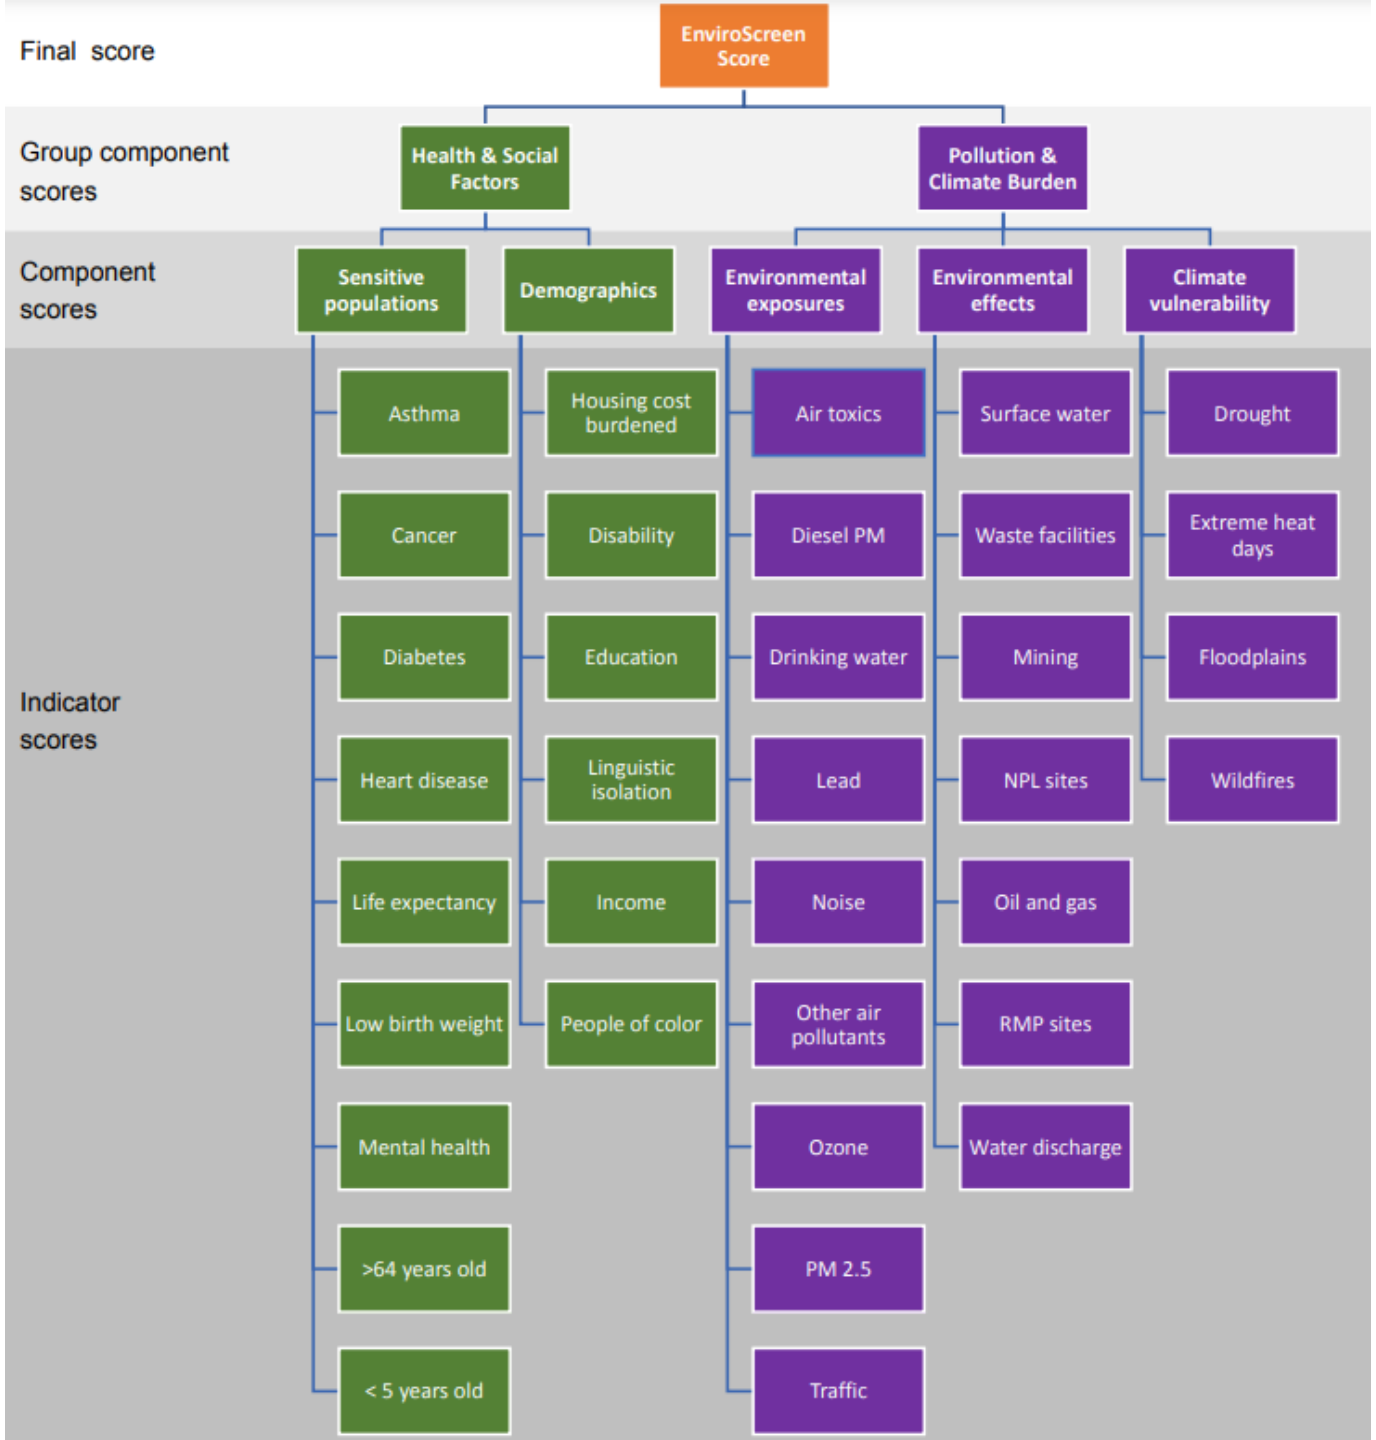 Final score
EnviroScreen
Score
Group component
scores
Health & Social
Factors
Pollution &
Climate Burden
Component
scores
Sensitive
populations
Demographics
Environmental
exposures
Environmental
effects
Climate
vulnerability
Indicator
scores
Asthma
Cancer
Diabetes
Heart disease
Life expectancy
Low birth weight
Mental health
>64 years old
< 5 years old
Housing cost
burdened
Disability
Education
Linguistic
isolation
Income
People of color
Air toxics
Diesel PM
Drinking water
Lead
Noise
Other air
pollutants
Ozone
PM 2.5
Traffic
Surface water
Waste facilities
Mining
NPL sites
Oil and gas
RMP sites
Water discharge
Drought
Extreme heat
days
Floodplains
Wildfires